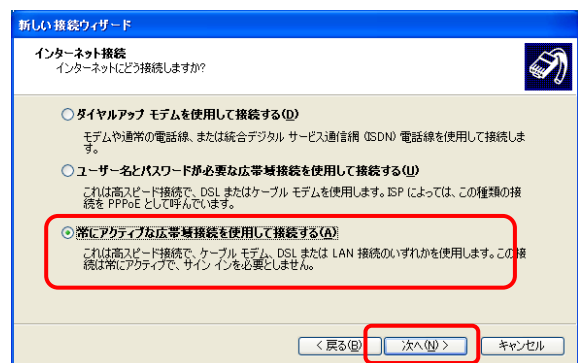 新しい接続ウィザード
インターネット接続
インターネットにどう接続しますか?
ダイヤルアップ モデムを使用して接続する(D)
モデムや通常の電話線、または統合デジタル サービス通信網 (ISDN) 電話線を使用して接続しま
す。
ユーザー名とパスワードが必要な広帯域接続を使用して接続する(U)
これは高スピード接続で、DSL またはケーブル モデムを使用します。ISP によっては、この種類の接
続を PPPoE として呼んでいます。
常にアクティブな広帯域接続を使用して接続する(A)
これは高スピード接続で、ケーブル モデム、DSL または LAN 接続のいずれかを使用します。この接
続は常にアクティブで、サイン インを必要としません。
< 戻る(B) 次へ(N) > キャンセル